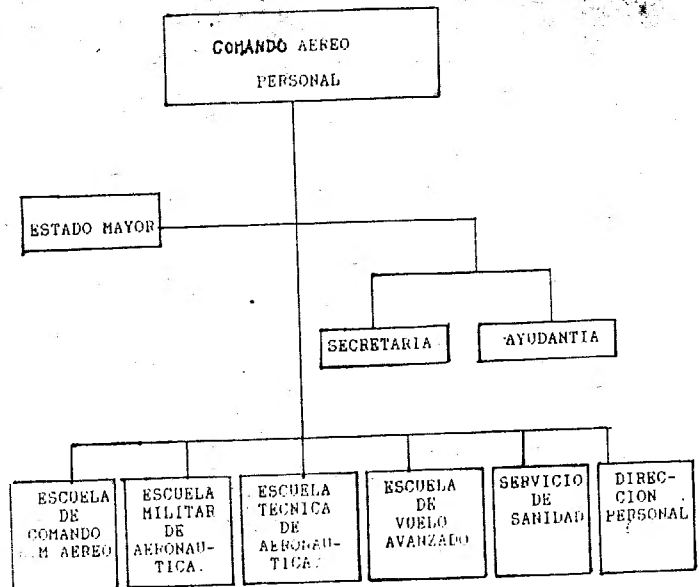 COMANDO AEREO
PERSONAL
ESTADO MAYOR
SECRETARIA
AYUDANTIA
ESCUELA
DE
COMANDO
.M AEREO
ESCUELA
MILITAR
DE
AERONAU-
TICA.
ESCUELA
TECNICA
DE
AERONAU-
TICA.
ESCUELA
DE
VUELO
AVANZADO
SERVICIO
DE
SANIDAD
DIREC-
CION
PERSONAL